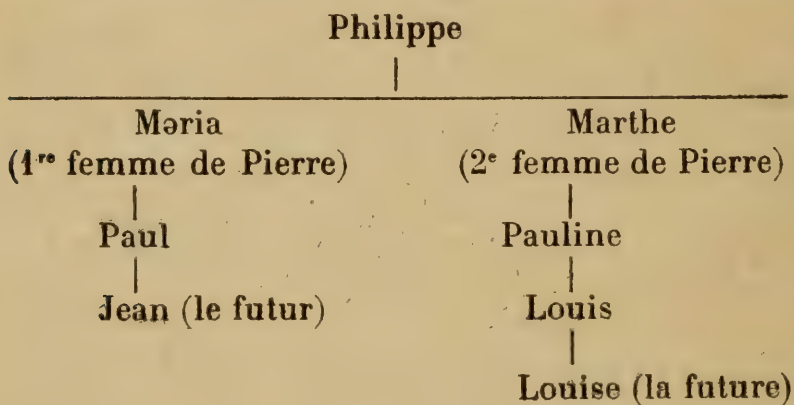 Philippe
Maria Marthe
(1re femme de Pierre) (2e femme de Pierre)
Paul Pauline
Jean (le futur) Louis
Louise (la future)